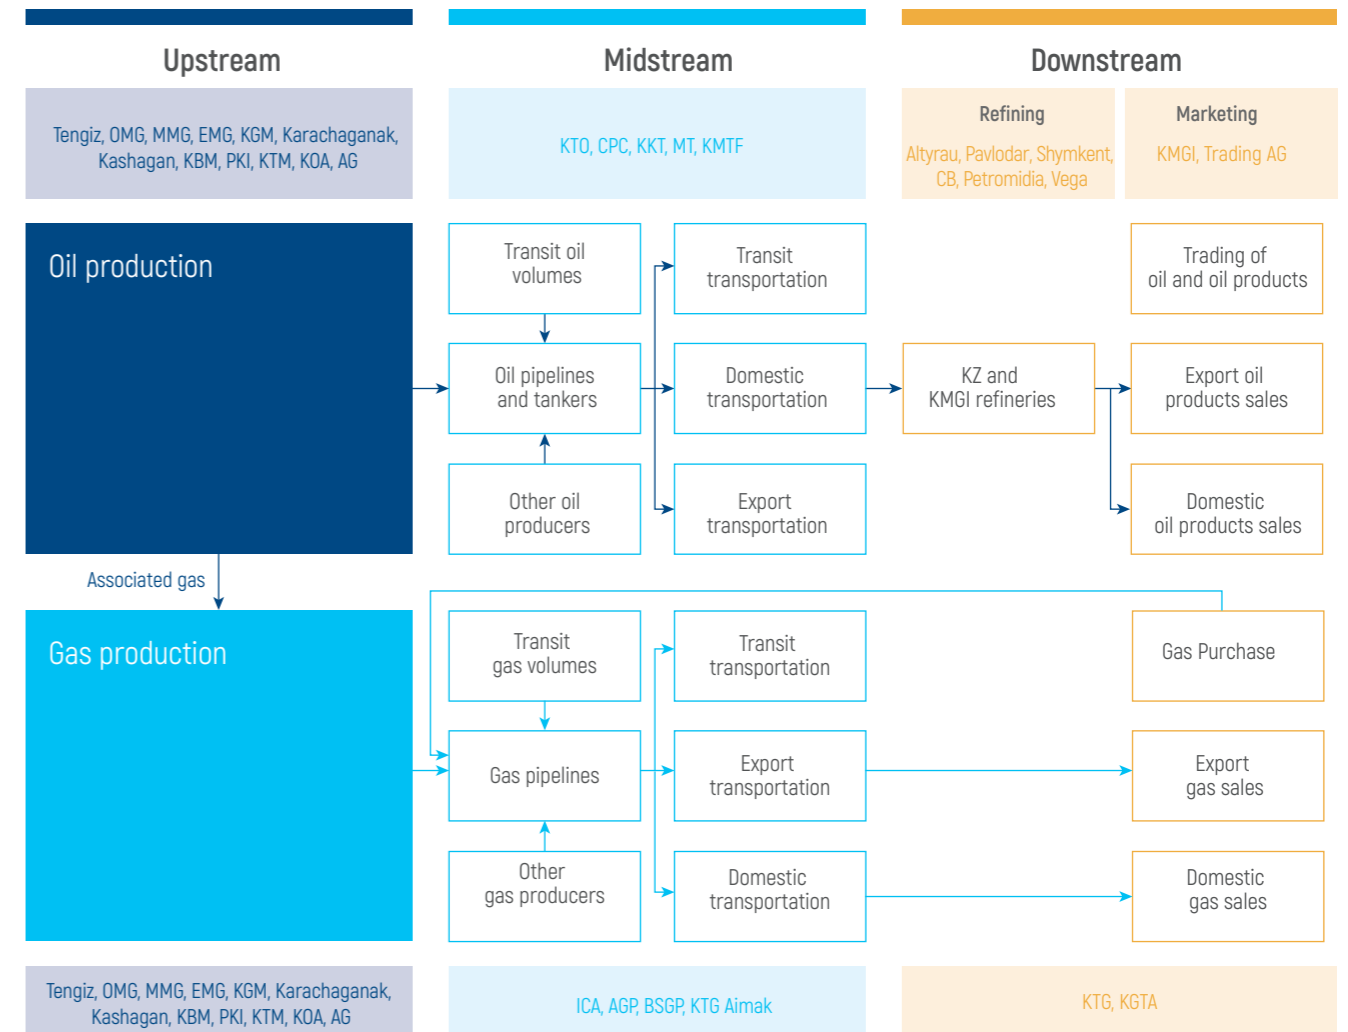 Upstream
Midstream
Downstream
Tengiz, OMG, MMG, EMG, KGM, Karachaganak,
Kashagan, KBM, PKI, KTM, KOA, AG
KTO, CPC, KKT, MT, KMTF
Refining
Altyrau, Pavlodar, Shymkent,
CB, Petromidia, Vega
Marketing
KMGI, Trading AG
Oil production
Transit oil
volumes
Transit
transportation
Trading of
oil and oil products
Oil pipelines
and tankers
Domestic
transportation
KZ and
KMGI refineries
Export oil
products sales
Other oil
producers
Export
transportation
Domestic
oil products sales
Associated gas
Gas production
Transit
gas volumes
Transit
transportation
Gas Purchase
Gas pipelines
Export
transportation
Export
gas sales
Other
gas producers
Domestic
transportation
Domestic
gas sales
Tengiz, OMG, MMG, EMG, KGM, Karachaganak,
Kashagan, KBM, PKI, KTM, KOA, AG
ICA, AGP, BSGP, KTG Aimak
KTG, KGTA